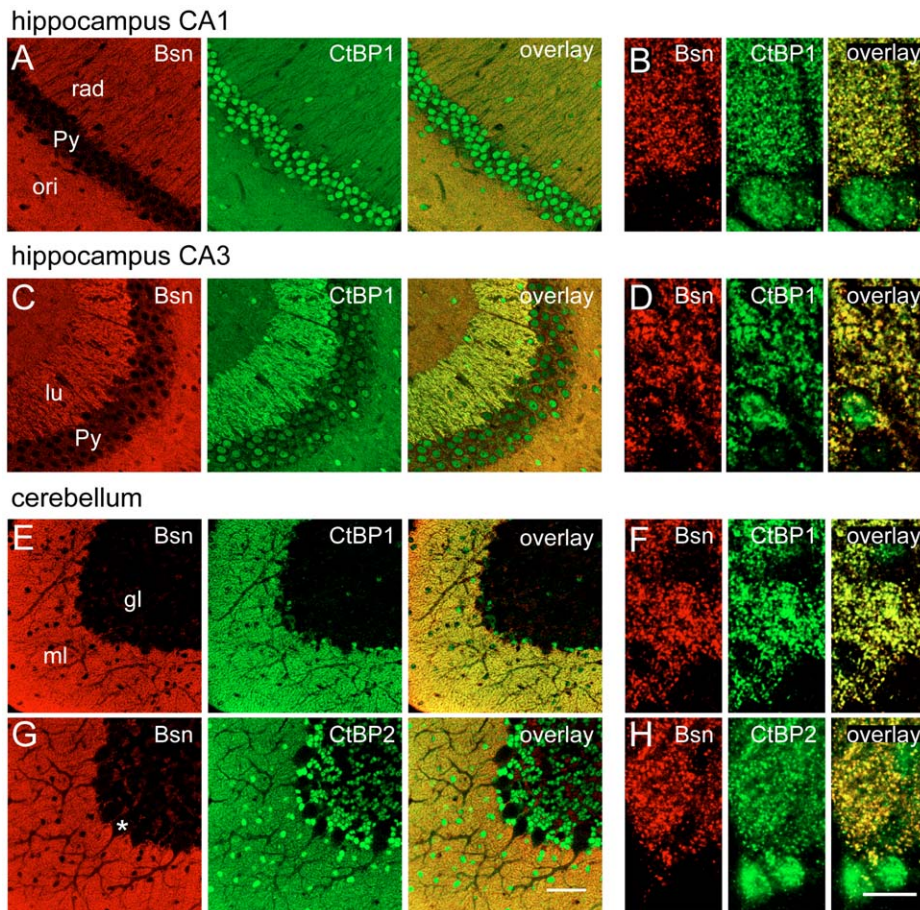 hippocampus CA1
A Bsn CtBP1 overlay B Bsn CtBP1 overlay
rad
Py
ori
hippocampus CA3
C Bsn CtBP1 overlay D Bsn CtBP1 overlay
lu
Py
cerebellum
E Bsn CtBP1 overlay F Bsn CtBP1 overlay
gl
ml
G Bsn CtBP2 overlay H Bsn CtBP2 overlay
*